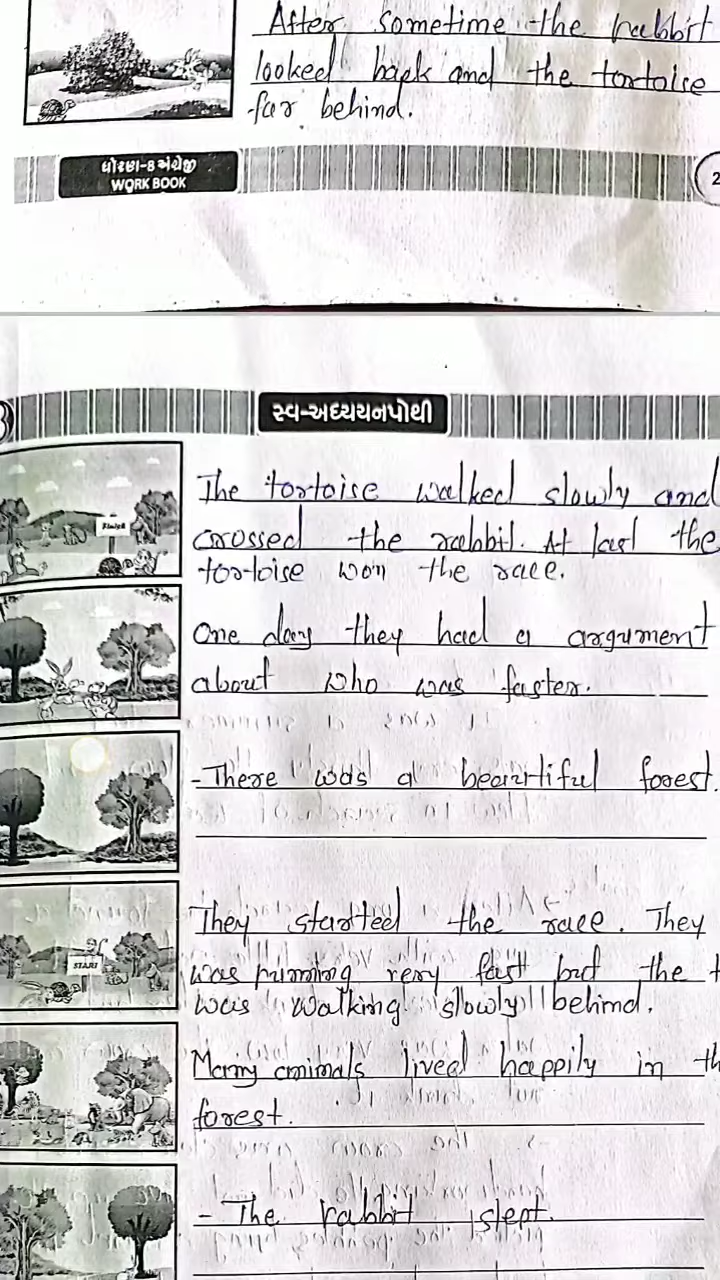 After sometime the rabbit
looked back and the tortoise
far behind.
ધોરણ-8 અંગ્રેજી
WORK BOOK
2
સ્વ-અધ્યયનપોથી
Finish
The tortoise walked slowly and
crossed the rabbit. At last the
tortoise won the race.
One day they had a argument
about who was faster.
- There was a beautiful forest.
They started the race. They
START
was running very fast but the t
was walking slowly behind.
Many animals lived happily in th
forest.
- The rabbit slept.